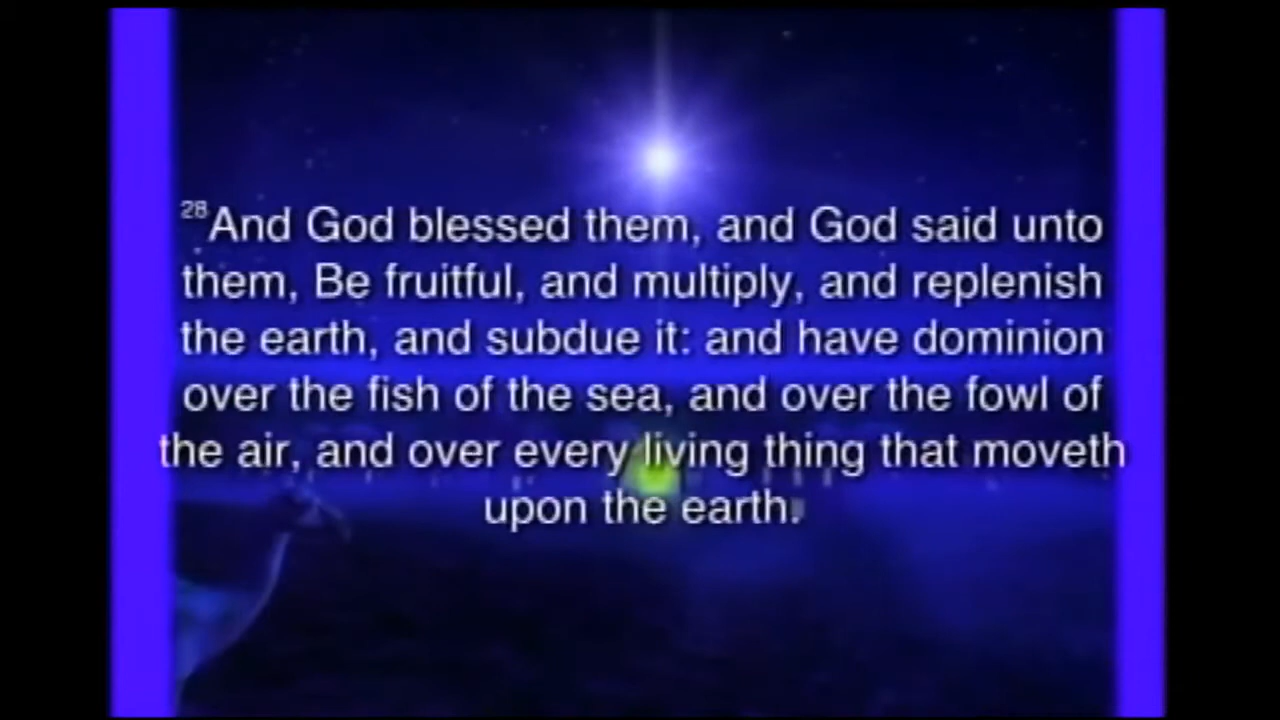 28And God blessed them, and God said unto
them, Be fruitful, and multiply, and replenish
the earth, and subdue it: and have dominion
over the fish of the sea, and over the fowl of
the air, and over every living thing that moveth
upon the earth.